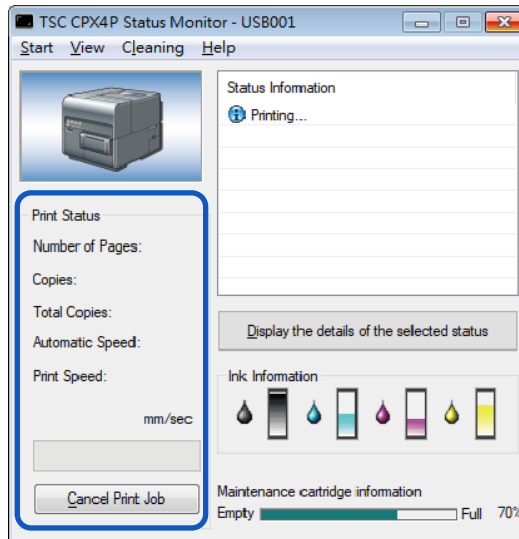 TSC CPX4P Status Monitor - USB001
Start View Cleaning Help
Status Information
Printing...
Print Status
Number of Pages:
Copies:
Total Copies:
Automatic Speed:
Print Speed:
mm/sec
Cancel Print Job
Display the details of the selected status
Ink Information
Maintenance cartridge information
Empty Full 70%